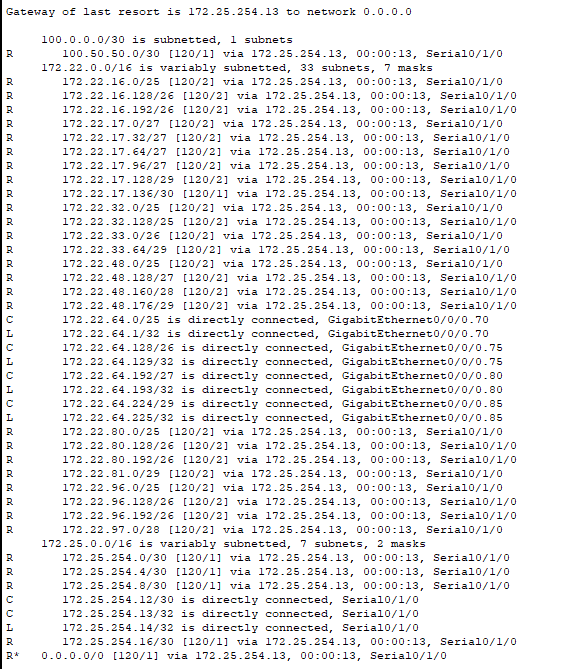 Gateway of last resort is 172.25.254.13 to network 0.0.0.0
100.0.0.0/30 is subnetted, 1 subnets
R 100.50.50.0/30 [120/1] via 172.25.254.13, 00:00:13, Serial0/1/0
172.22.0.0/16 is variably subnetted, 33 subnets, 7 masks
R 172.22.16.0/25 [120/2] via 172.25.254.13, 00:00:13, Serial0/1/0
R 172.22.16.128/26 [120/2] via 172.25.254.13, 00:00:13, Serial0/1/0
R 172.22.16.192/26 [120/2] via 172.25.254.13, 00:00:13, Serial0/1/0
R 172.22.17.0/27 [120/2] via 172.25.254.13, 00:00:13, Serial0/1/0
R 172.22.17.32/27 [120/2] via 172.25.254.13, 00:00:13, Serial0/1/0
R 172.22.17.64/27 [120/2] via 172.25.254.13, 00:00:13, Serial0/1/0
R 172.22.17.96/27 [120/2] via 172.25.254.13, 00:00:13, Serial0/1/0
R 172.22.17.128/29 [120/2] via 172.25.254.13, 00:00:13, Serial0/1/0
R 172.22.17.136/30 [120/1] via 172.25.254.13, 00:00:13, Serial0/1/0
R 172.22.32.0/25 [120/2] via 172.25.254.13, 00:00:13, Serial0/1/0
R 172.22.32.128/25 [120/2] via 172.25.254.13, 00:00:13, Serial0/1/0
R 172.22.33.0/26 [120/2] via 172.25.254.13, 00:00:13, Serial0/1/0
R 172.22.33.64/29 [120/2] via 172.25.254.13, 00:00:13, Serial0/1/0
R 172.22.48.0/25 [120/2] via 172.25.254.13, 00:00:13, Serial0/1/0
R 172.22.48.128/27 [120/2] via 172.25.254.13, 00:00:13, Serial0/1/0
R 172.22.48.160/28 [120/2] via 172.25.254.13, 00:00:13, Serial0/1/0
R 172.22.48.176/29 [120/2] via 172.25.254.13, 00:00:13, Serial0/1/0
C 172.22.64.0/25 is directly connected, GigabitEthernet0/0/0.70
L 172.22.64.1/32 is directly connected, GigabitEthernet0/0/0.70
C 172.22.64.128/26 is directly connected, GigabitEthernet0/0/0.75
L 172.22.64.129/32 is directly connected, GigabitEthernet0/0/0.75
C 172.22.64.192/27 is directly connected, GigabitEthernet0/0/0.80
L 172.22.64.193/32 is directly connected, GigabitEthernet0/0/0.80
C 172.22.64.224/29 is directly connected, GigabitEthernet0/0/0.85
L 172.22.64.225/32 is directly connected, GigabitEthernet0/0/0.85
R 172.22.80.0/25 [120/2] via 172.25.254.13, 00:00:13, Serial0/1/0
R 172.22.80.128/26 [120/2] via 172.25.254.13, 00:00:13, Serial0/1/0
R 172.22.80.192/26 [120/2] via 172.25.254.13, 00:00:13, Serial0/1/0
R 172.22.81.0/29 [120/2] via 172.25.254.13, 00:00:13, Serial0/1/0
R 172.22.96.0/25 [120/2] via 172.25.254.13, 00:00:13, Serial0/1/0
R 172.22.96.128/26 [120/2] via 172.25.254.13, 00:00:13, Serial0/1/0
R 172.22.96.192/26 [120/2] via 172.25.254.13, 00:00:13, Serial0/1/0
R 172.22.97.0/28 [120/2] via 172.25.254.13, 00:00:13, Serial0/1/0
172.25.0.0/16 is variably subnetted, 7 subnets, 2 masks
R 172.25.254.0/30 [120/1] via 172.25.254.13, 00:00:13, Serial0/1/0
R 172.25.254.4/30 [120/1] via 172.25.254.13, 00:00:13, Serial0/1/0
R 172.25.254.8/30 [120/1] via 172.25.254.13, 00:00:13, Serial0/1/0
C 172.25.254.12/30 is directly connected, Serial0/1/0
C 172.25.254.13/32 is directly connected, Serial0/1/0
L 172.25.254.14/32 is directly connected, Serial0/1/0
R 172.25.254.16/30 [120/1] via 172.25.254.13, 00:00:13, Serial0/1/0
R* 0.0.0.0/0 [120/1] via 172.25.254.13, 00:00:13, Serial0/1/0